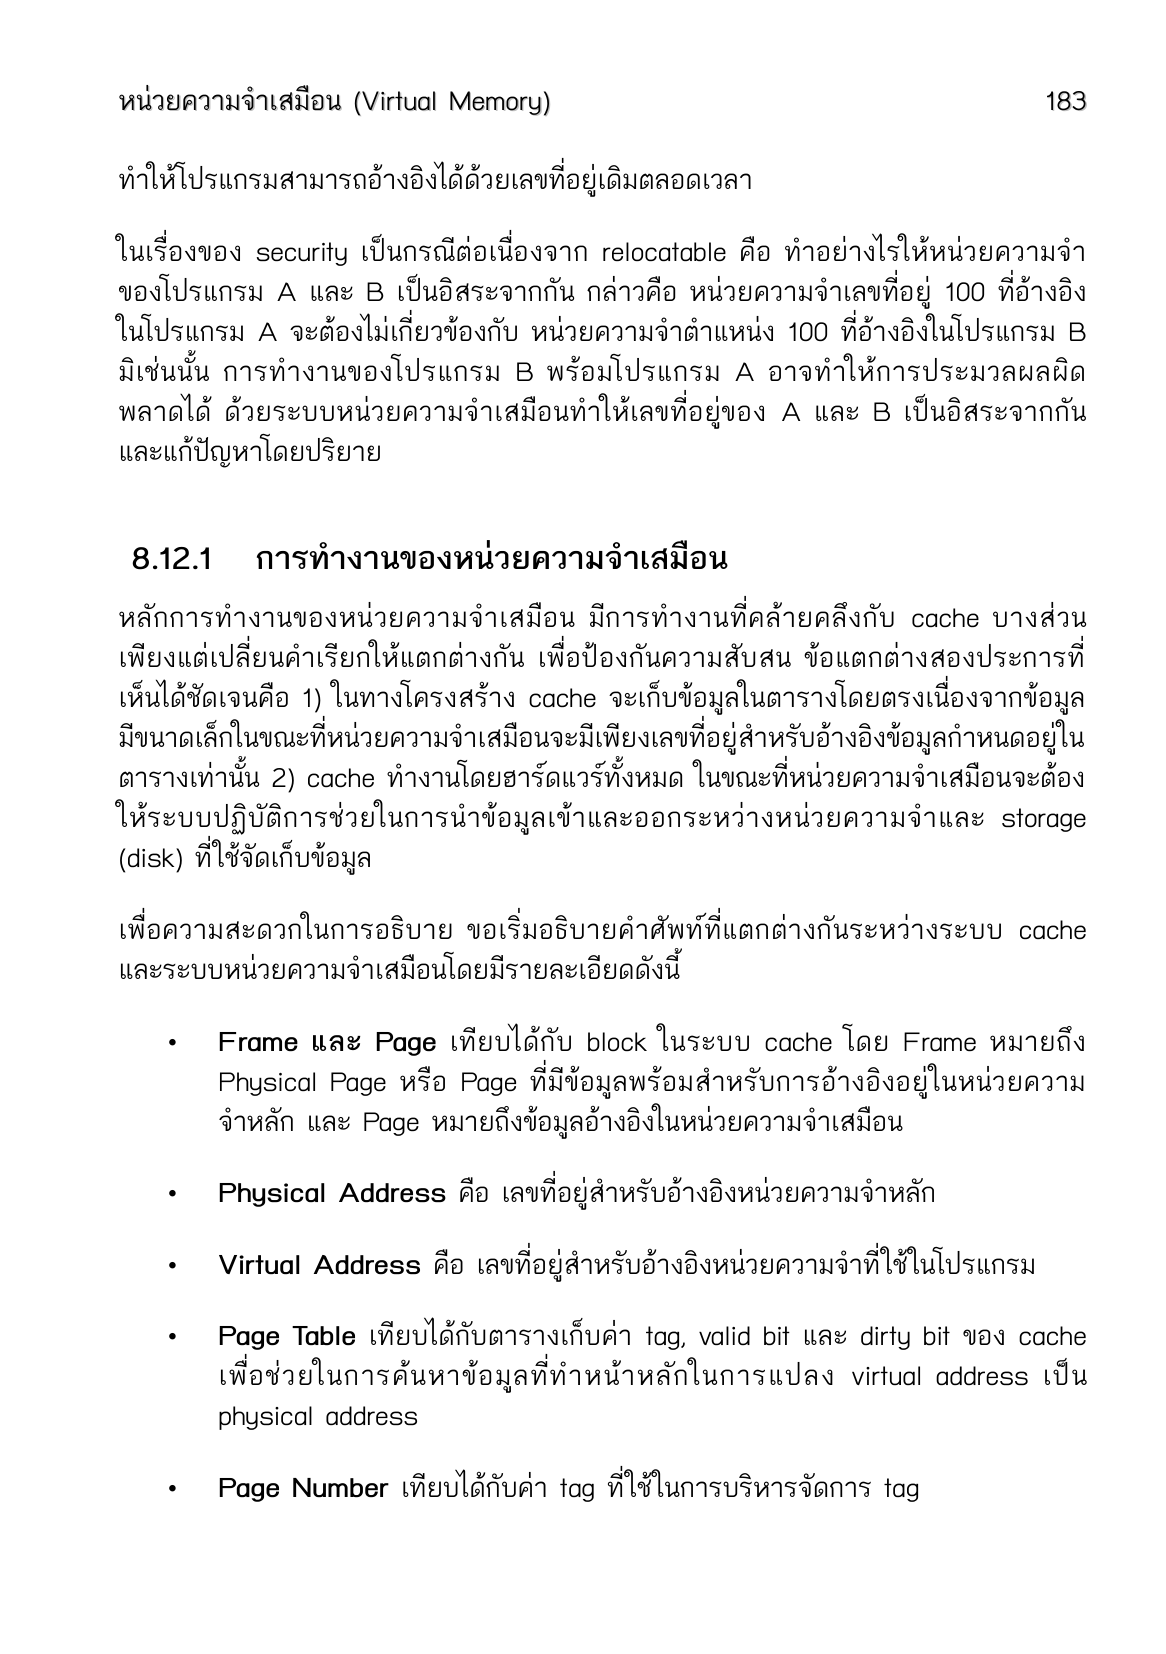 หน่วยความจำเสมือน (Virtual Memory) 183
ทำให้โปรแกรมสามารถอ้างอิงได้ด้วยเลขที่อยู่เดิมตลอดเวลา
ในเรื่องของ security เป็นกรณีต่อเนื่องจาก relocatable คือ ทำอย่างไรให้หน่วยความจำ
ของโปรแกรม A และ B เป็นอิสระจากกัน กล่าวคือ หน่วยความจำเลขที่อยู่ 100 ที่อ้างอิง
ในโปรแกรม A จะต้องไม่เกี่ยวข้องกับ หน่วยความจำตำแหน่ง 100 ที่อ้างอิงในโปรแกรม B
มิเช่นนั้น การทำงานของโปรแกรม B พร้อมโปรแกรม A อาจทำให้การประมวลผลผิด
พลาดได้ ด้วยระบบหน่วยความจำเสมือนทำให้เลขที่อยู่ของ A และ B เป็นอิสระจากกัน
และแก้ปัญหาโดยปริยาย
8.12.1 การทำงานของหน่วยความจำเสมือน
หลักการทำงานของหน่วยความจำเสมือน มีการทำงานที่คล้ายคลึงกับ cache บางส่วน
เพียงแต่เปลี่ยนคำเรียกให้แตกต่างกัน เพื่อป้องกันความสับสน ข้อแตกต่างสองประการที่
เห็นได้ชัดเจนคือ 1) ในทางโครงสร้าง cache จะเก็บข้อมูลในตารางโดยตรงเนื่องจากข้อมูล
มีขนาดเล็กในขณะที่หน่วยความจำเสมือนจะมีเพียงเลขที่อยู่สำหรับอ้างอิงข้อมูลกำหนดอยู่ใน
ตารางเท่านั้น 2) cache ทำงานโดยฮาร์ดแวร์ทั้งหมด ในขณะที่หน่วยความจำเสมือนจะต้อง
ให้ระบบปฏิบัติการช่วยในการนำข้อมูลเข้าและออกระหว่างหน่วยความจำและ storage
(disk) ที่ใช้จัดเก็บข้อมูล
เพื่อความสะดวกในการอธิบาย ขอเริ่มอธิบายคำศัพท์ที่แตกต่างกันระหว่างระบบ cache
และระบบหน่วยความจำเสมือนโดยมีรายละเอียดดังนี้
• Frame และ Page เทียบได้กับ block ในระบบ cache โดย Frame หมายถึง
Physical Page หรือ Page ที่มีข้อมูลพร้อมสำหรับการอ้างอิงอยู่ในหน่วยความ
จำหลัก และ Page หมายถึงข้อมูลอ้างอิงในหน่วยความจำเสมือน
• Physical Address คือ เลขที่อยู่สำหรับอ้างอิงหน่วยความจำหลัก
• Virtual Address คือ เลขที่อยู่สำหรับอ้างอิงหน่วยความจำที่ใช้ในโปรแกรม
• Page Table เทียบได้กับตารางเก็บค่า tag, valid bit และ dirty bit ของ cache
เพื่อช่วยในการค้นหาข้อมูลที่ทำหน้าหลักในการแปลง virtual address เป็น
physical address
• Page Number เทียบได้กับค่า tag ที่ใช้ในการบริหารจัดการ tag